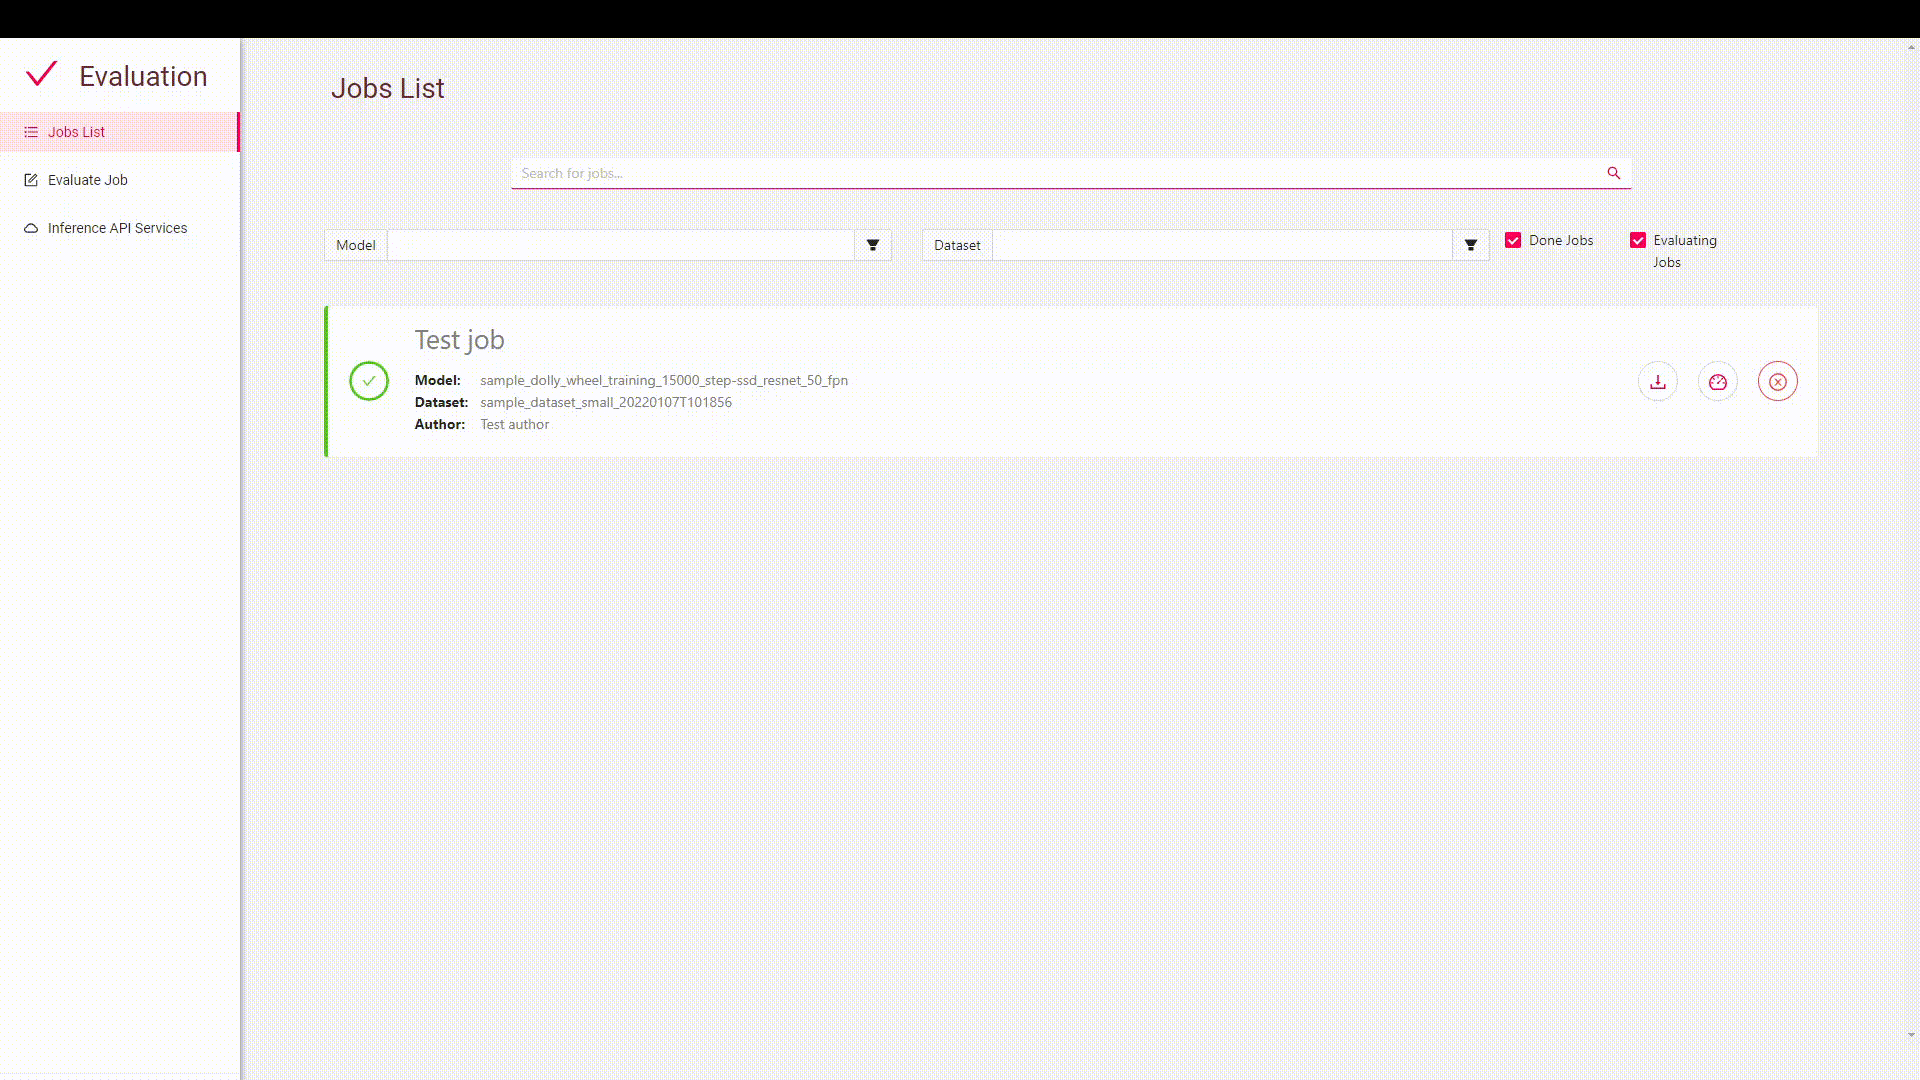 Evaluation
Jobs List
Evaluate Job
Inference API Services
Jobs List
Search for jobs...
Model
Dataset
Done Jobs
Evaluating
Jobs
Test job
Model: sample_dolly_wheel_training_15000_step-ssd_resnet_50_fpn
Dataset: sample_dataset_small_20220107T101856
Author: Test author